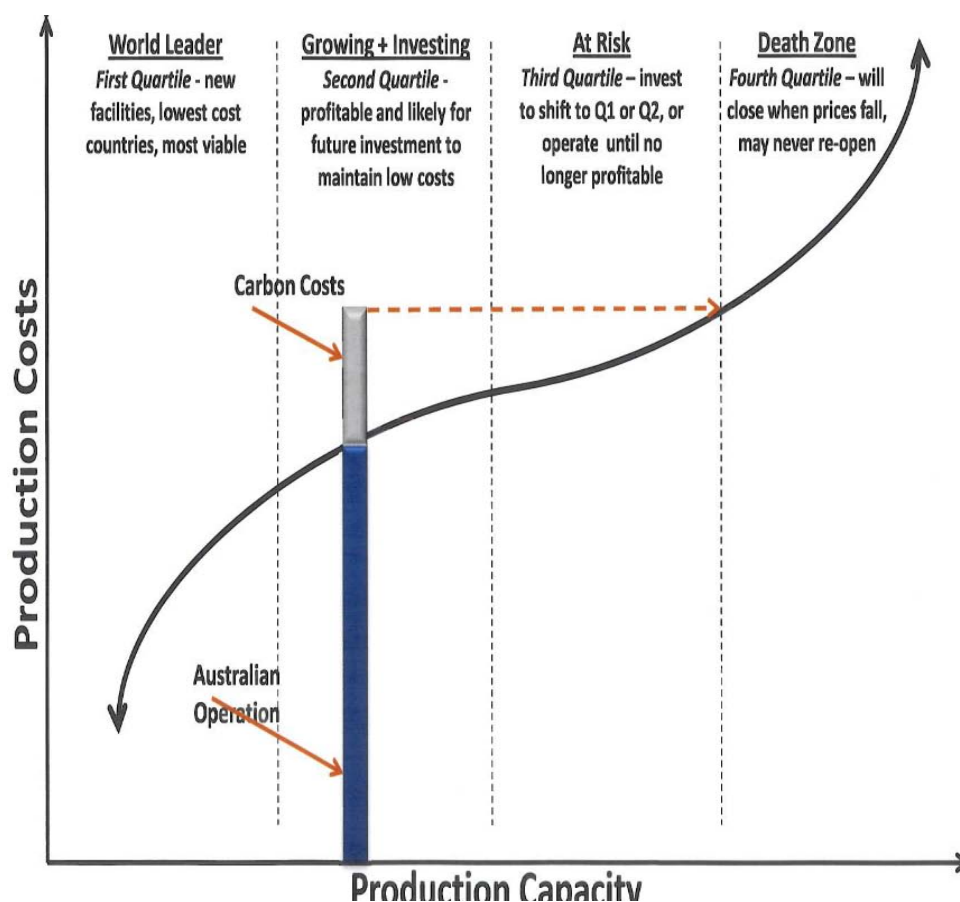 World Leader
First Quartile - new
facilities, lowest cost
countries, most viable
Growing + Investing
Second Quartile -
profitable and likely for
future investment to
maintain low costs
At Risk
Third Quartile – invest
to shift to Q1 or Q2, or
operate until no
longer profitable
Death Zone
Fourth Quartile – will
close when prices fall,
may never re-open
Carbon Costs
Production Costs
Australian
Operation
Production Capacity